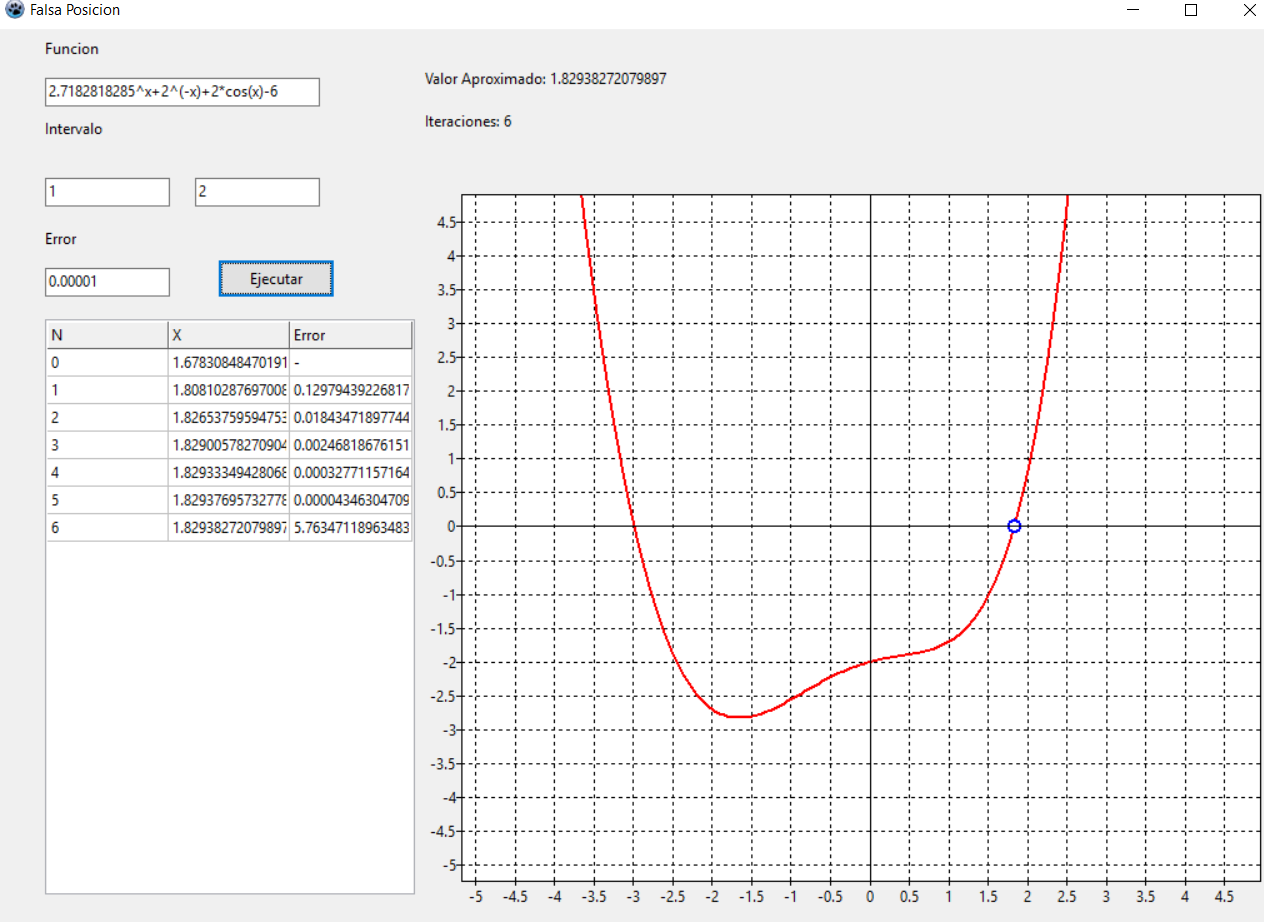 Falsa Posicion
Funcion
2.7182818285^x+2^(-x)+2*cos(x)-6
Intervalo
1 2
Error
0.00001 Ejecutar
N X Error
0 1.67830848470191 -
1 1.80810287697008 0.12979439226817
2 1.82653759594753 0.01843471897744
3 1.82900578270904 0.00246818676151
4 1.82933349428068 0.00032771157164
5 1.82937695732778 0.00004346304709
6 1.82938272079897 5.76347118963483
Valor Aproximado: 1.82938272079897
Iteraciones: 6
4.5
4
3.5
3
2.5
2
1.5
1
0.5
0
-0.5
-1
-1.5
-2
-2.5
-3
-3.5
-4
-4.5
-5
-5 -4.5 -4 -3.5 -3 -2.5 -2 -1.5 -1 -0.5 0 0.5 1 1.5 2 2.5 3 3.5 4 4.5